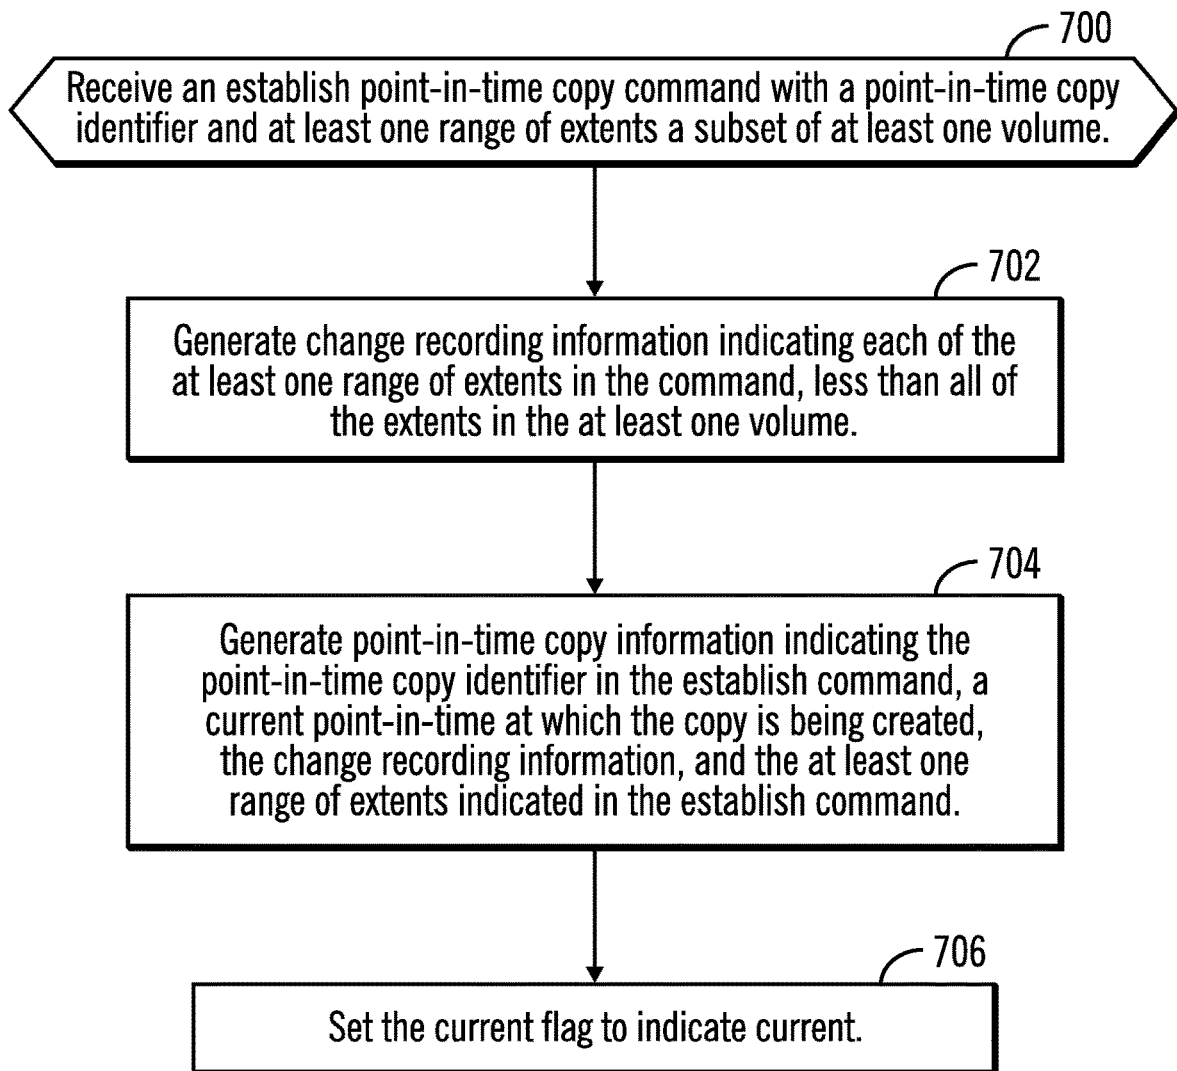 700
Receive an establish point-in-time copy command with a point-in-time copy
identifier and at least one range of extents a subset of at least one volume.
702
Generate change recording information indicating each of the
at least one range of extents in the command, less than all of
the extents in the at least one volume.
704
Generate point-in-time copy information indicating the
point-in-time copy identifier in the establish command, a
current point-in-time at which the copy is being created,
the change recording information, and the at least one
range of extents indicated in the establish command.
706
Set the current flag to indicate current.